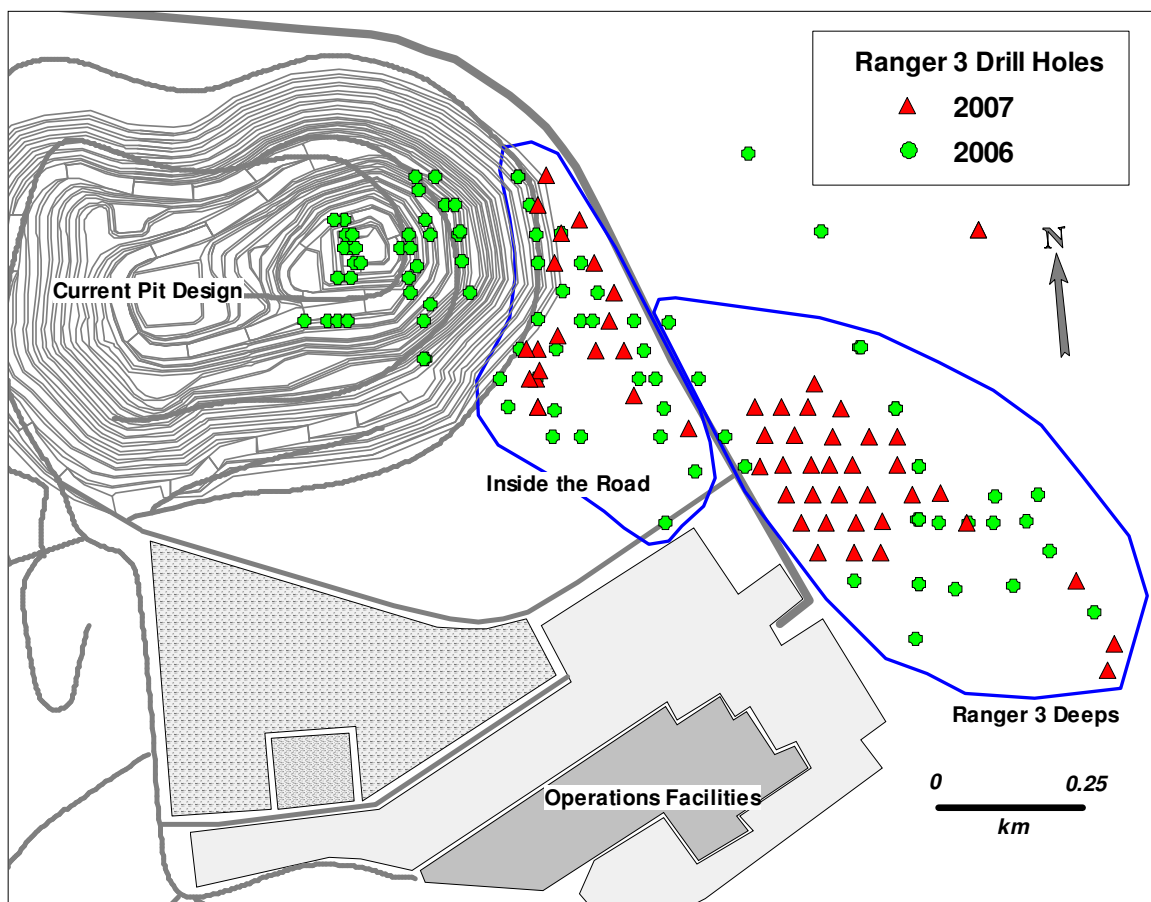 Ranger 3 Drill Holes
2007
2006
N
Current Pit Design
Inside the Road
Ranger 3 Deeps
Operations Facilities
0 0.25
km